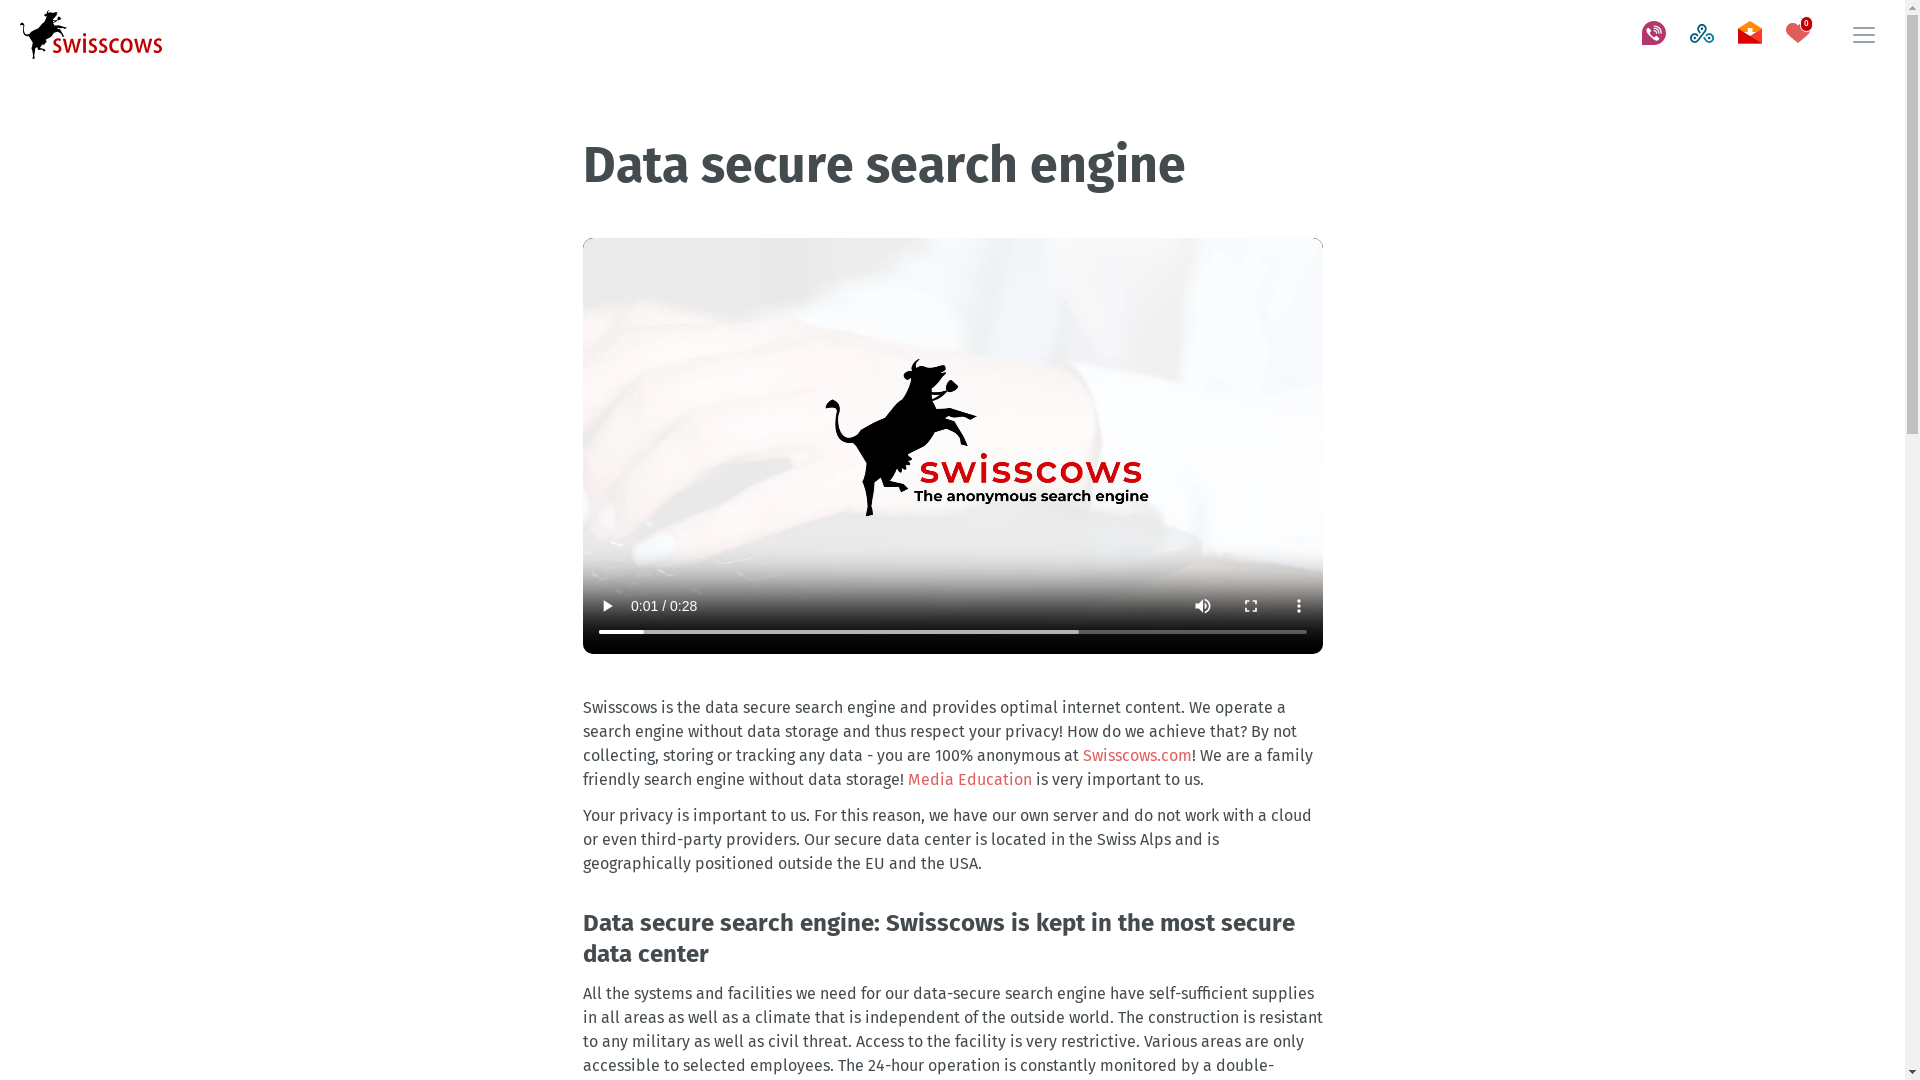 swisscows
0
Data secure search engine
swisscows
The anonymous search engine
0:01 / 0:28
Swisscows is the data secure search engine and provides optimal internet content. We operate a
search engine without data storage and thus respect your privacy! How do we achieve that? By not
collecting, storing or tracking any data - you are 100% anonymous at Swisscows.com! We are a family
friendly search engine without data storage! Media Education is very important to us.
Your privacy is important to us. For this reason, we have our own server and do not work with a cloud
or even third-party providers. Our secure data center is located in the Swiss Alps and is
geographically positioned outside the EU and the USA.
Data secure search engine: Swisscows is kept in the most secure
data center
All the systems and facilities we need for our data-secure search engine have self-sufficient supplies
in all areas as well as a climate that is independent of the outside world. The construction is resistant
to any military as well as civil threat. Access to the facility is very restrictive. Various areas are only
accessible to selected employees. The 24-hour operation is constantly monitored by a double-